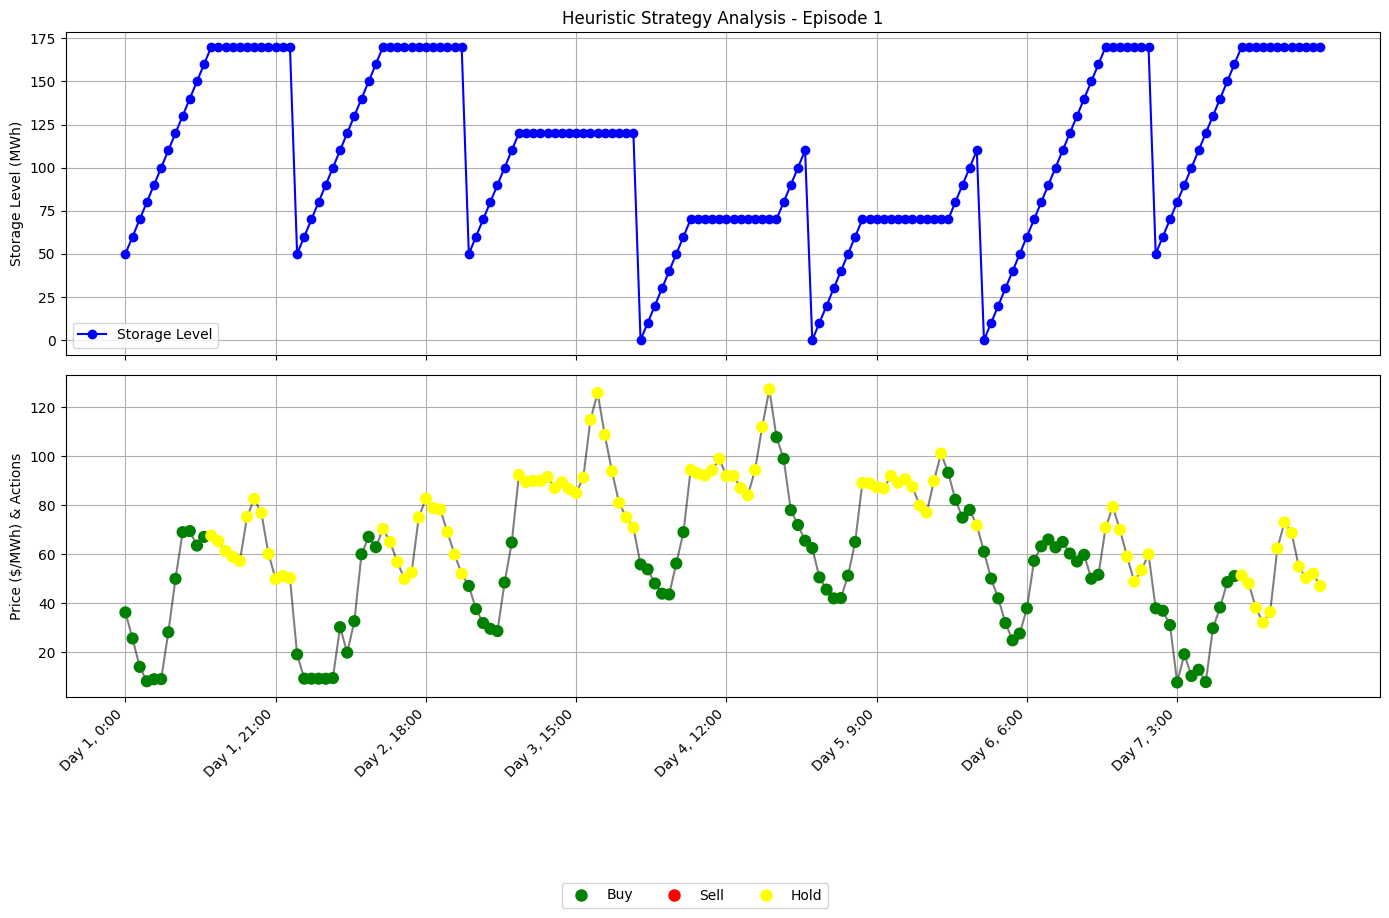 Heuristic Strategy Analysis - Episode 1
Storage Level (MWh)
175
150
125
100
75
50
25
0
Storage Level
Price ($/MWh) & Actions
120
100
80
60
40
20
Day 1, 0:00
Day 1, 21:00
Day 2, 18:00
Day 3, 15:00
Day 4, 12:00
Day 5, 9:00
Day 6, 6:00
Day 7, 3:00
Buy
Sell
Hold